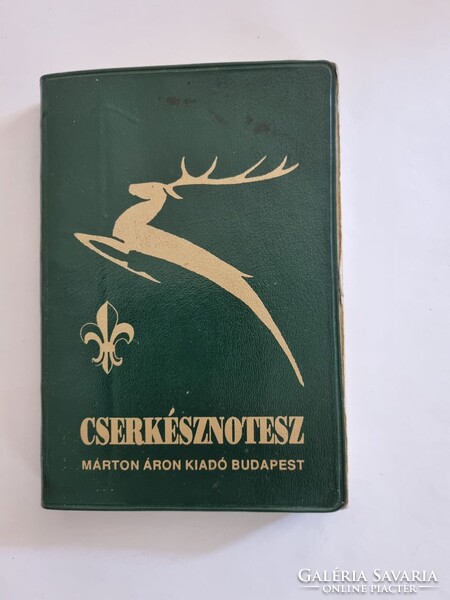 CSERKÉSZNOTESZ
MÁRTON ÁRON KIADÓ BUDAPEST
GALÉRIA SAVARIA
ONLINE PIACTÉR